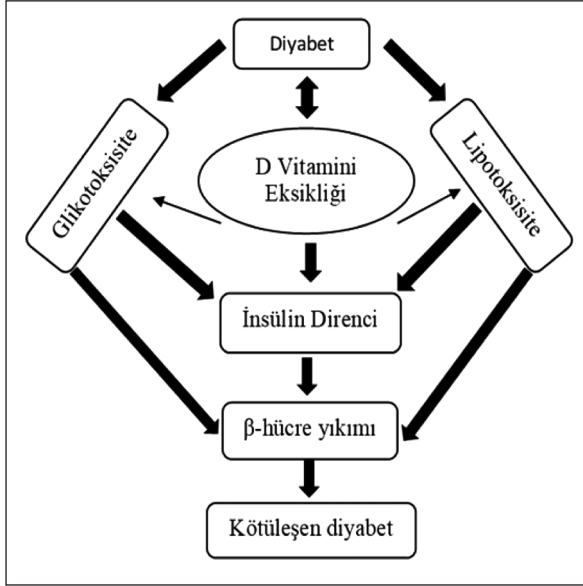 Diyabet
Glikotoksisite
D Vitamini
Eksikliği
Lipotoksisite
İnsülin Direnci
β-hücre yıkımı
Kötüleşen diyabet